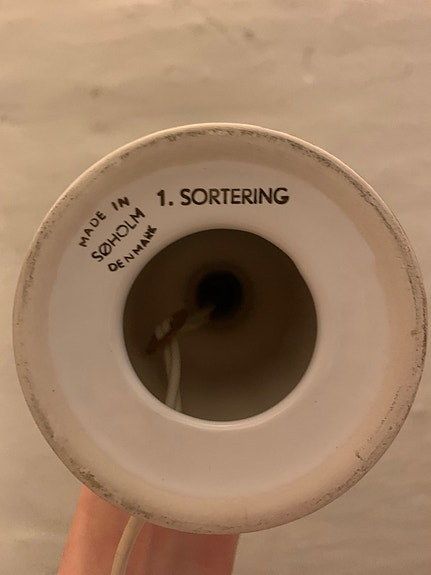 MADE IN
SØHOLM
DENMARK
1. SORTERING